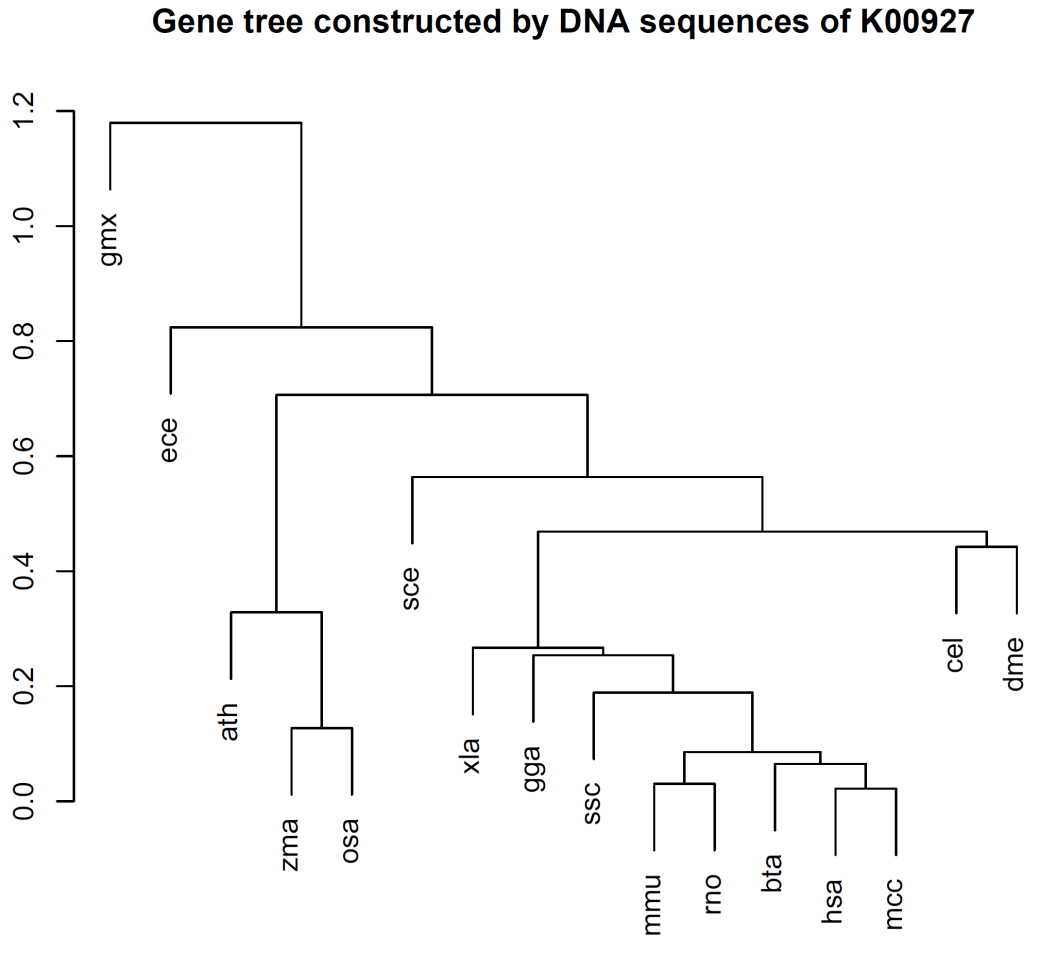 Gene tree constructed by DNA sequences of K00927
1.2
1.0
0.8
0.6
0.4
0.2
0.0
gmx
ece
ath
zma
osa
sce
xla
gga
ssc
mmu
rno
bta
hsa
mcc
cel
dme